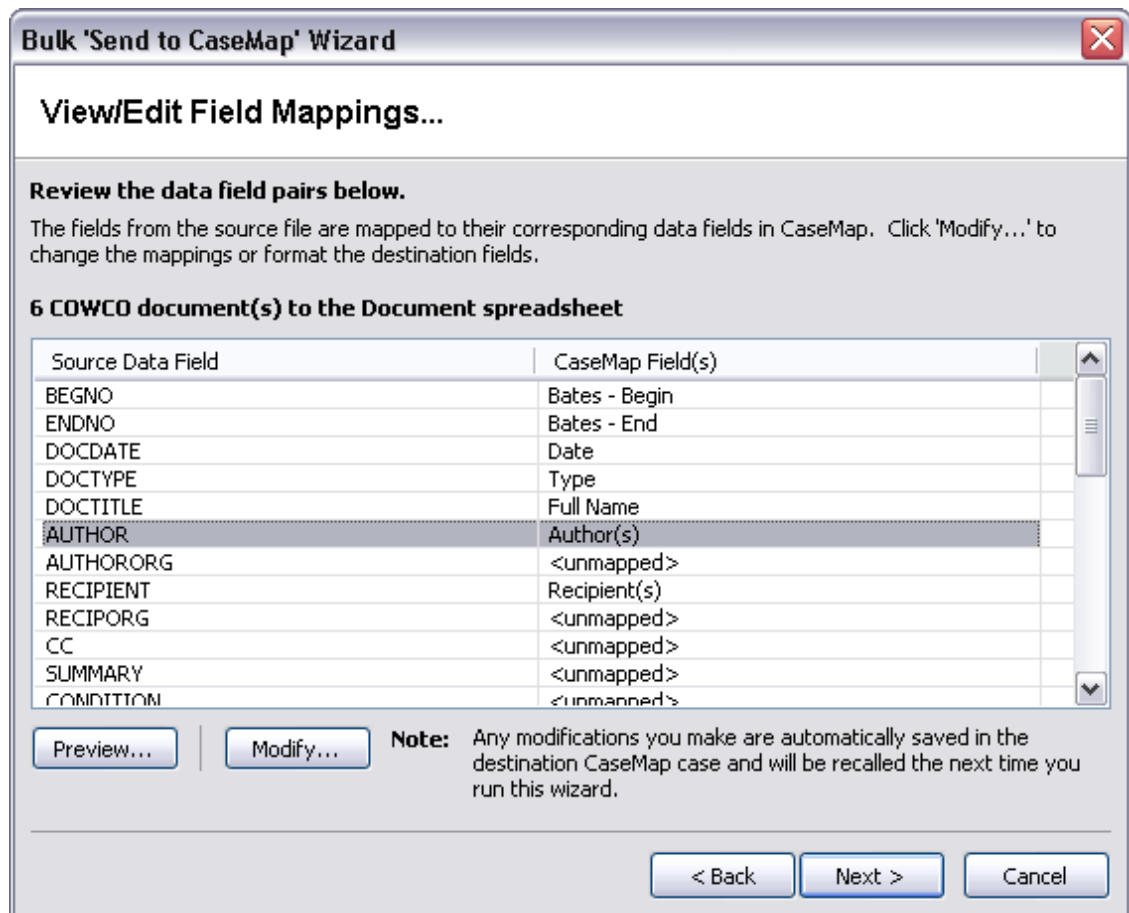 Bulk 'Send to CaseMap' Wizard
View/Edit Field Mappings...
Review the data field pairs below.
The fields from the source file are mapped to their corresponding data fields in CaseMap.  Click 'Modify...' to
change the mappings or format the destination fields.
6 COWCO document(s) to the Document spreadsheet
Source Data Field CaseMap Field(s)
BEGNO Bates - Begin
ENDNO Bates - End
DOCDATE Date
DOCTYPE Type
DOCTITLE Full Name
AUTHOR Author(s)
AUTHORORG <unmapped>
RECIPIENT Recipient(s)
RECIPORG <unmapped>
CC <unmapped>
SUMMARY <unmapped>
CONDITION <unmapped>
Preview... Modify... Note: Any modifications you make are automatically saved in the
destination CaseMap case and will be recalled the next time you
run this wizard.
< Back Next > Cancel